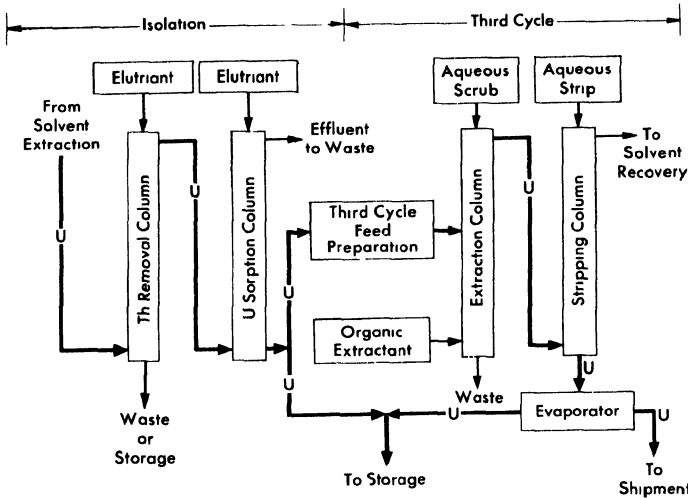 Isolation
Third Cycle
Elutriant
Elutriant
Aqueous
Scrub
Aqueous
Strip
From
Solvent
Extraction
Effluent
to Waste
To
Solvent
Recovery
U
Th Removal Column
U
U Sorption Column
U
Third Cycle
Feed
Preparation
Extraction Column
U
Stripping Column
Organic
Extractant
U
U
Waste
or
Storage
Waste
U
Evaporator
U
To Storage
To
Shipment